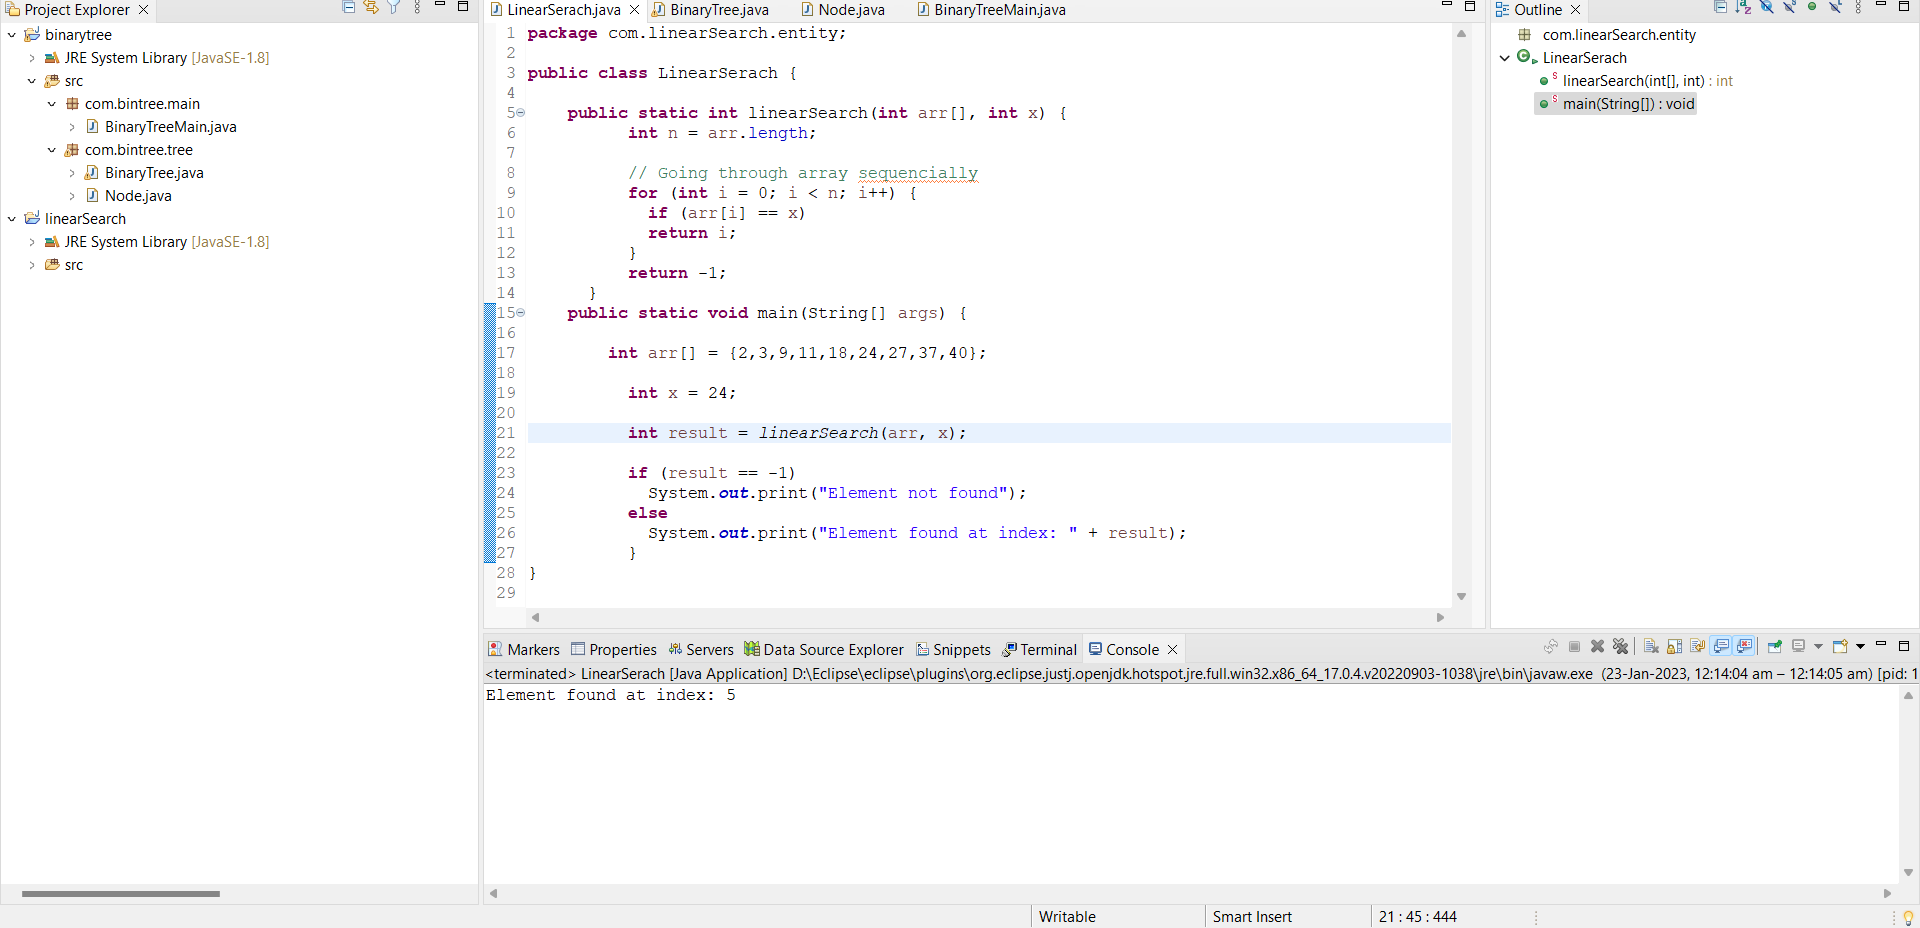 Project Explorer
binarytree
JRE System Library [JavaSE-1.8]
src
com.bintree.main
BinaryTreeMain.java
com.bintree.tree
BinaryTree.java
Node.java
linearSearch
JRE System Library [JavaSE-1.8]
src
LinearSerach.java BinaryTree.java Node.java BinaryTreeMain.java
1 package com.linearSearch.entity;
2
3 public class LinearSerach {
4
5 public static int linearSearch(int arr[], int x) {
6 int n = arr.length;
7
8 // Going through array sequencially
9 for (int i = 0; i < n; i++) {
10 if (arr[i] == x)
11 return i;
12 }
13 return -1;
14 }
15 public static void main(String[] args) {
16
17 int arr[] = {2,3,9,11,18,24,27,37,40};
18
19 int x = 24;
20
21 int result = linearSearch(arr, x);
22
23 if (result == -1)
24 System.out.print("Element not found");
25 else
26 System.out.print("Element found at index: " + result);
27 }
28 }
29
Outline
com.linearSearch.entity
LinearSerach
linearSearch(int[], int) : int
main(String[]) : void
Markers Properties Servers Data Source Explorer Snippets Terminal Console
<terminated> LinearSerach [Java Application] D:\Eclipse\eclipse\plugins\org.eclipse.justj.openjdk.hotspot.jre.full.win32.x86_64_17.0.4.v20220903-1038\jre\bin\javaw.exe (23-Jan-2023, 12:14:04 am – 12:14:05 am) [pid: 1
Element found at index: 5
Writable Smart Insert 21 : 45 : 444